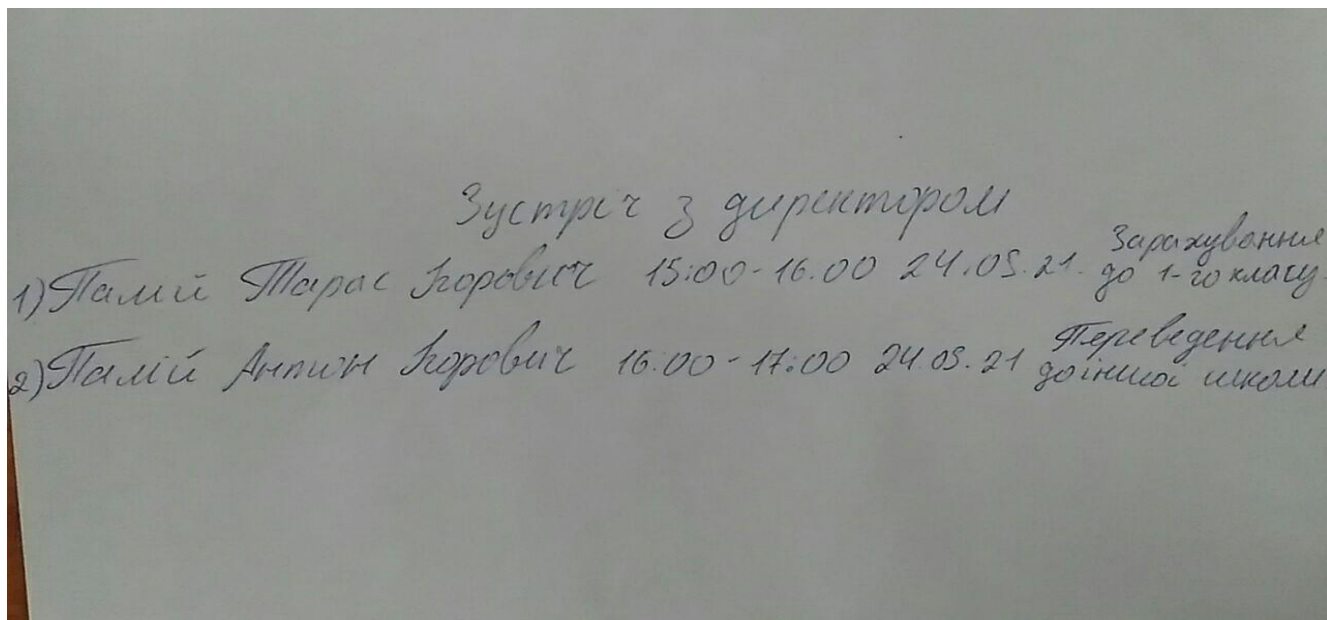 Зустріч з директором
1) Палій Тарас Ігорович 15:00-16.00 24.05.21. Зарахування
до 1-го класу.
2) Палій Антон Ігорович 16.00-17:00 24.05.21 Переведення
до іншої школи